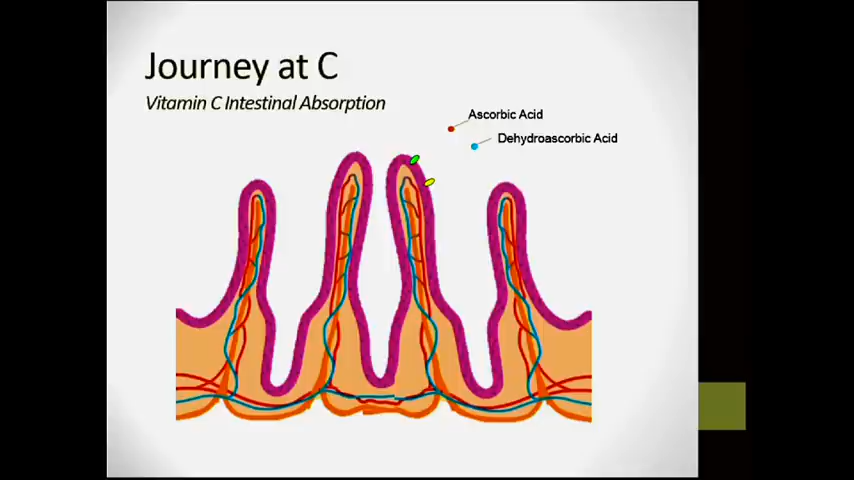 Journey at C
Vitamin C Intestinal Absorption
Ascorbic Acid
Dehydroascorbic Acid